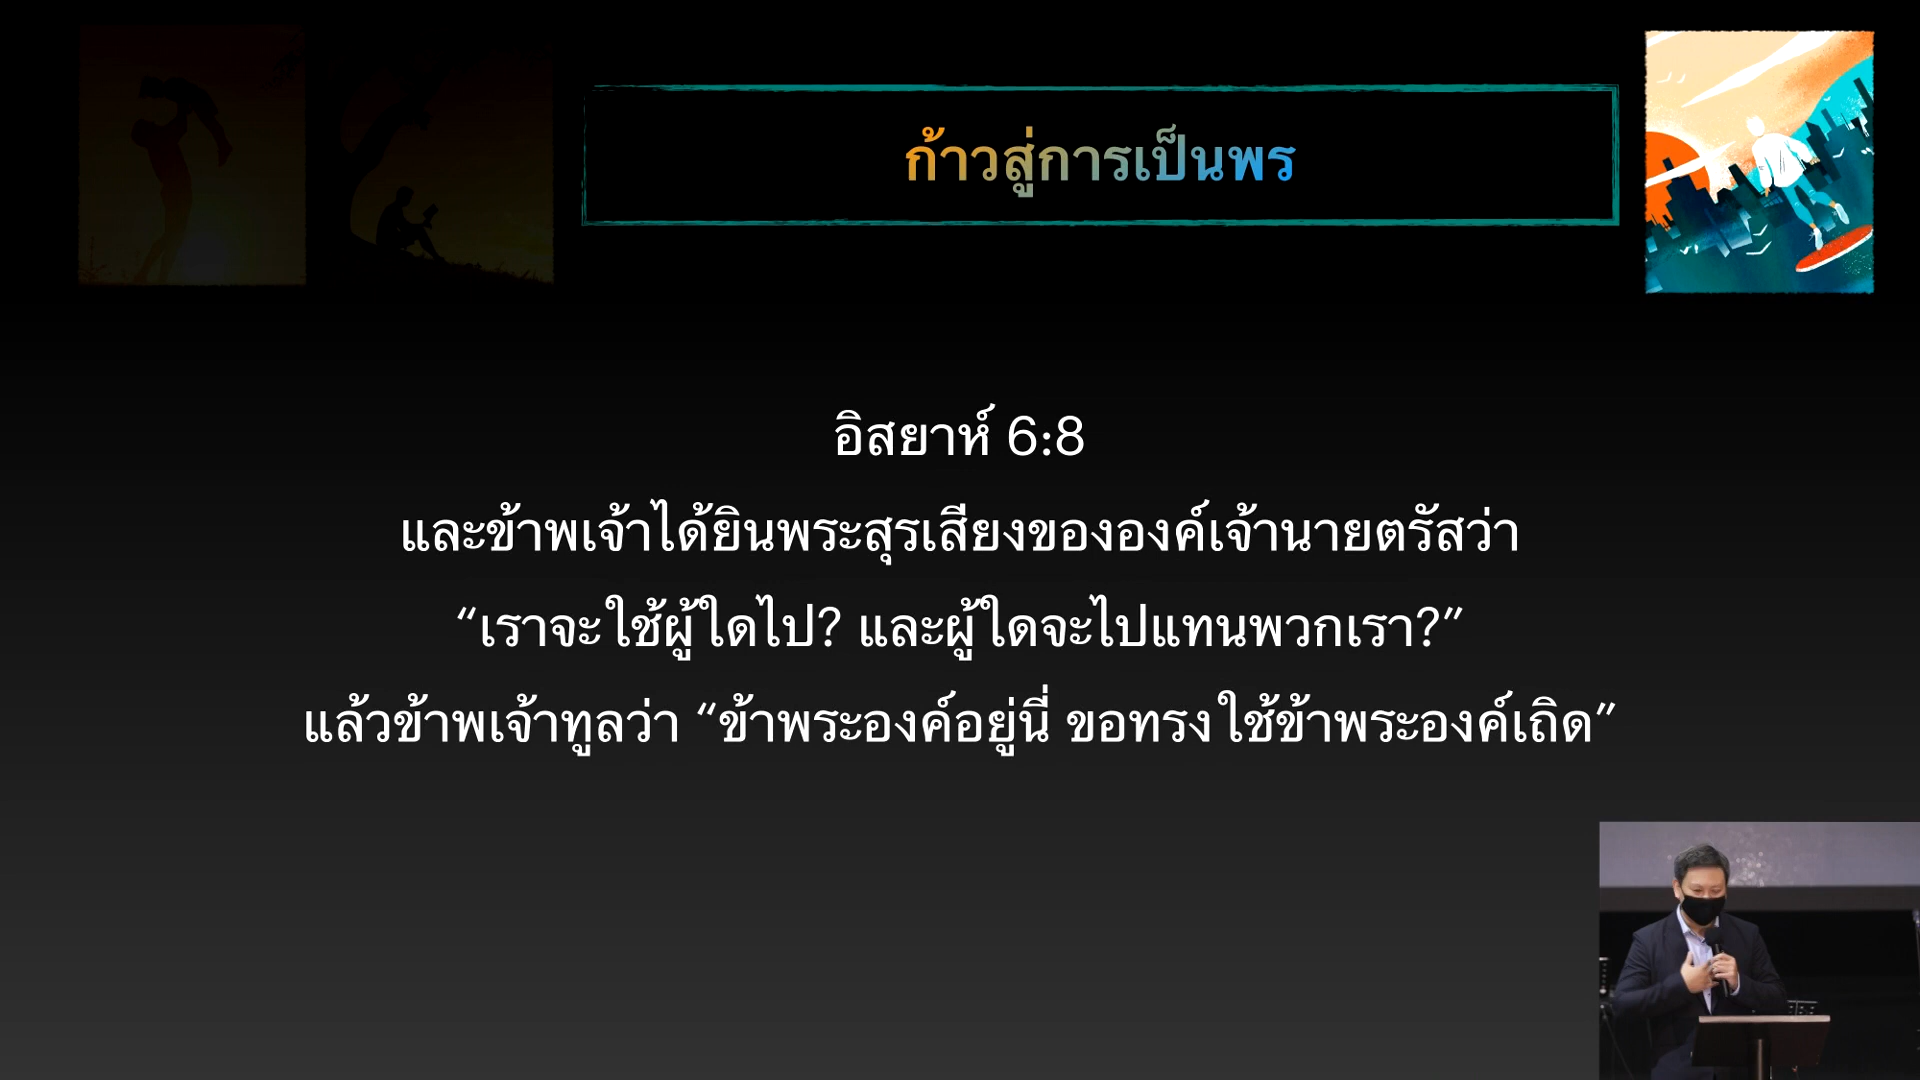 ก้าวสู่การเป็นพร
อิสยาห์ 6:8
และข้าพเจ้าได้ยินพระสุรเสียงขององค์เจ้านายตรัสว่า
“เราจะใช้ผู้ใดไป? และผู้ใดจะไปแทนพวกเรา?”
แล้วข้าพเจ้าทูลว่า “ข้าพระองค์อยู่นี่ ขอทรงใช้ข้าพระองค์เถิด”